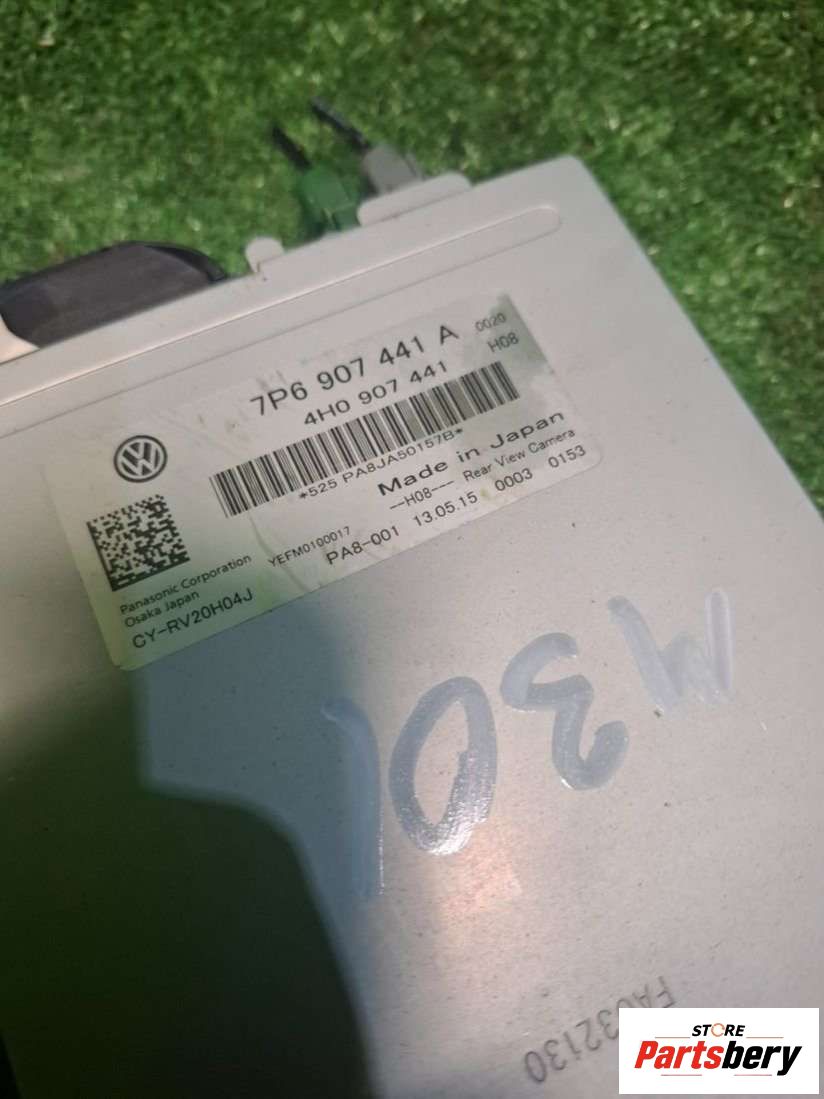 7P6 907 441 A 0020
4H0 907 441 H08
*525 PA8JA50157B*
Made in Japan
--H08--- Rear View Camera
YEFM0100017 PA8-001 13.05.15 0003 0153
Panasonic Corporation
Osaka Japan
CY-RV20H04J
M301
FA032130
STORE
Partsbery